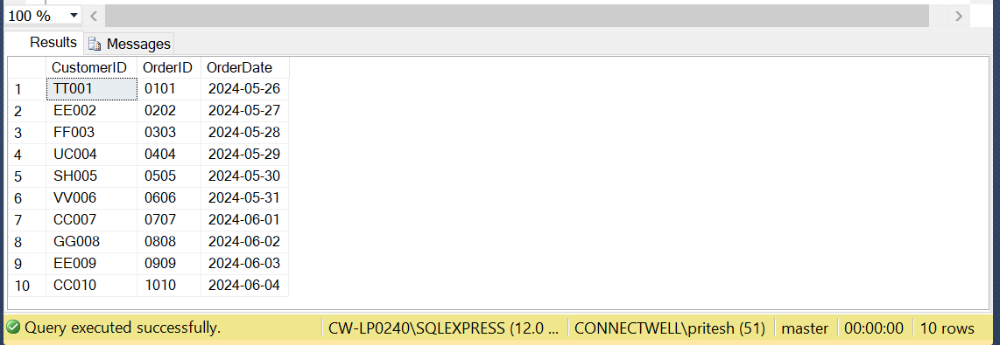 100 %
Results Messages
CustomerID OrderID OrderDate
1 TT001 0101 2024-05-26
2 EE002 0202 2024-05-27
3 FF003 0303 2024-05-28
4 UC004 0404 2024-05-29
5 SH005 0505 2024-05-30
6 VV006 0606 2024-05-31
7 CC007 0707 2024-06-01
8 GG008 0808 2024-06-02
9 EE009 0909 2024-06-03
10 CC010 1010 2024-06-04
Query executed successfully. CW-LP0240\SQLEXPRESS (12.0 ... CONNECTWELL\pritesh (51) master 00:00:00 10 rows